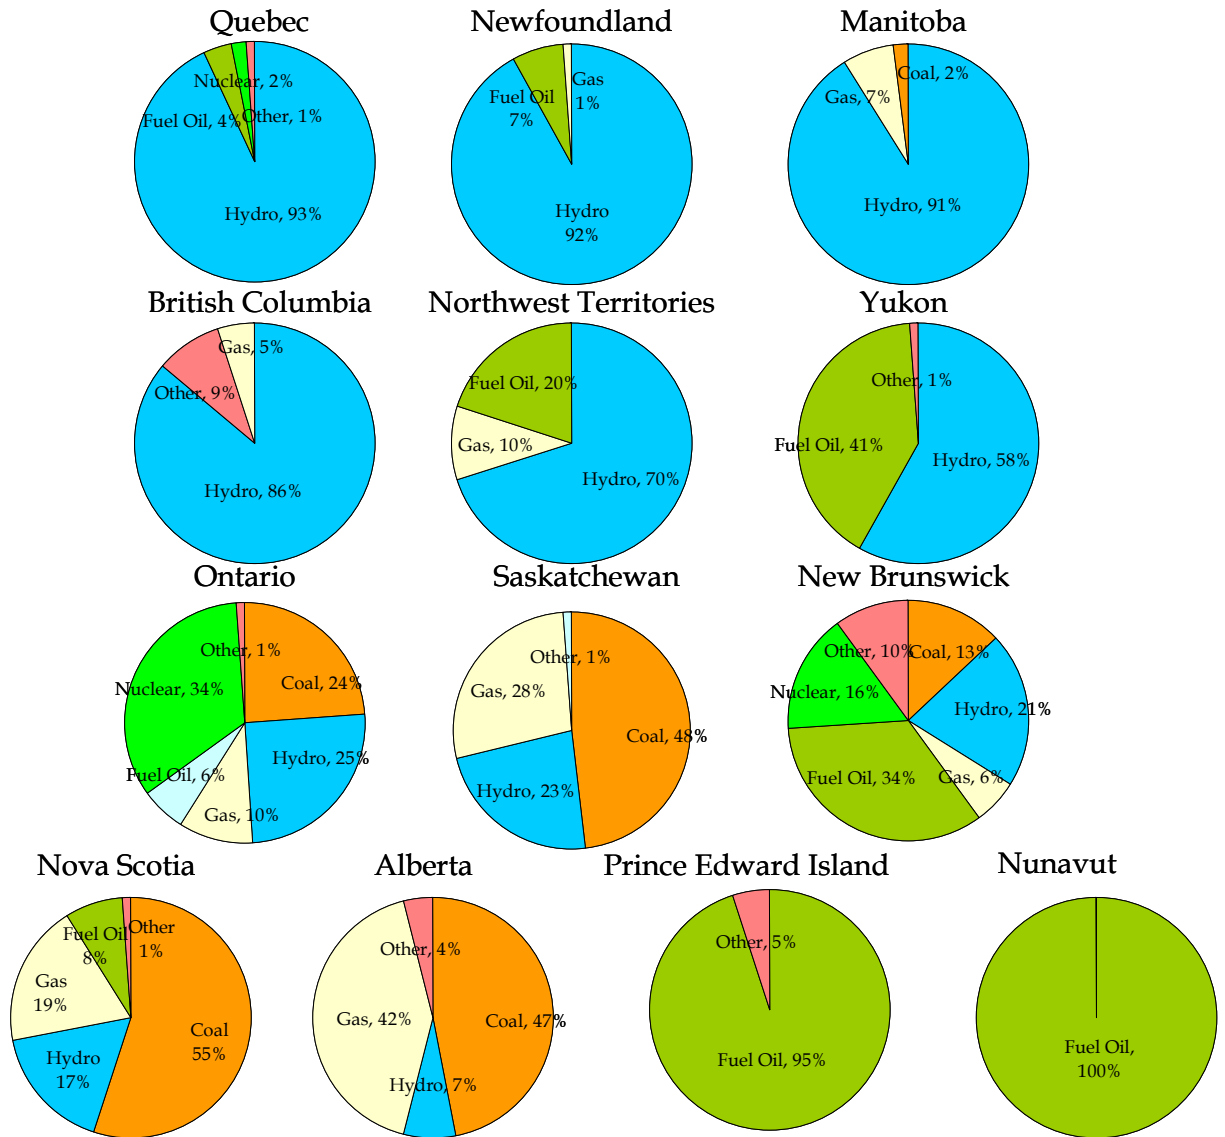 Quebec
Nuclear, 2%
Fuel Oil, 4%
Other, 1%
Hydro, 93%
Newfoundland
Gas
1%
Fuel Oil
7%
Hydro
92%
Manitoba
Coal, 2%
Gas, 7%
Hydro, 91%
British Columbia
Gas, 5%
Other, 9%
Hydro, 86%
Northwest Territories
Fuel Oil, 20%
Gas, 10%
Hydro, 70%
Yukon
Other, 1%
Fuel Oil, 41%
Hydro, 58%
Ontario
Other, 1%
Nuclear, 34%
Coal, 24%
Hydro, 25%
Fuel Oil, 6%
Gas, 10%
Saskatchewan
Other, 1%
Gas, 28%
Coal, 48%
Hydro, 23%
New Brunswick
Other, 10%
Coal, 13%
Nuclear, 16%
Hydro, 21%
Fuel Oil, 34%
Gas, 6%
Nova Scotia
Other
1%
Fuel Oil
8%
Gas
19%
Coal
55%
Hydro
17%
Alberta
Other, 4%
Gas, 42%
Coal, 47%
Hydro, 7%
Prince Edward Island
Other, 5%
Fuel Oil, 95%
Nunavut
Fuel Oil,
100%